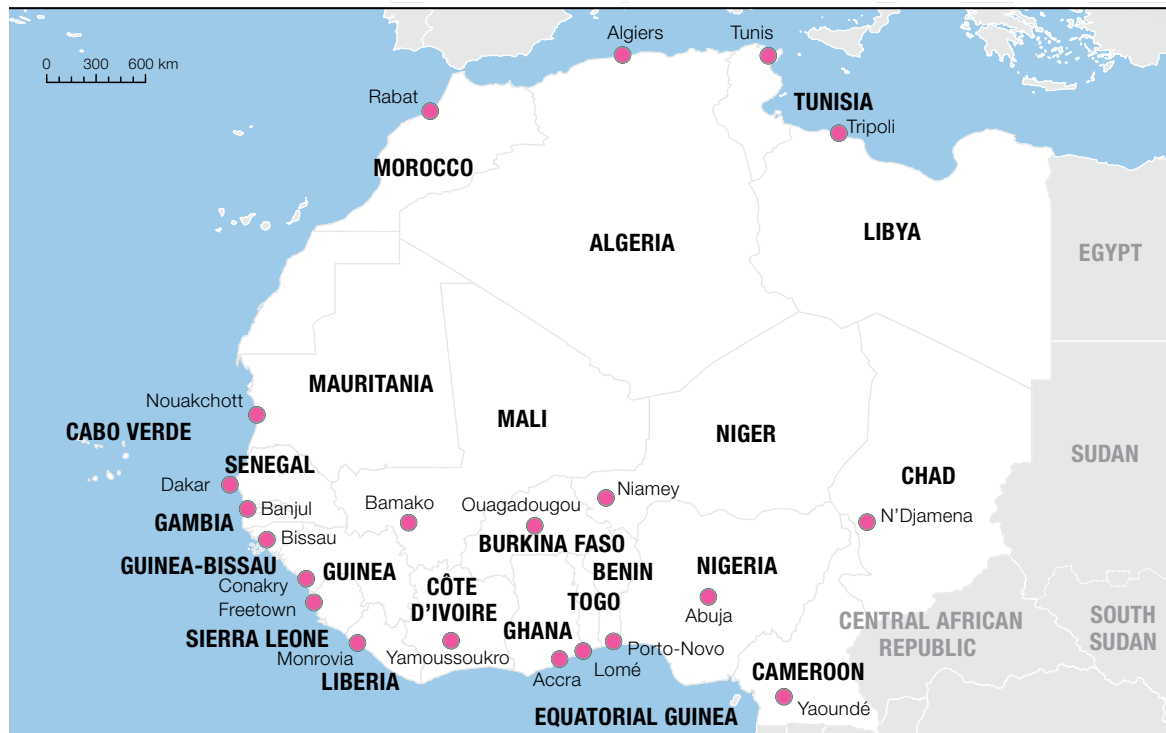 Algiers
Tunis
0 300 600 km
Rabat
TUNISIA
Tripoli
MOROCCO
ALGERIA
LIBYA
EGYPT
MAURITANIA
Nouakchott
CABO VERDE
MALI
NIGER
SUDAN
SENEGAL
CHAD
Dakar
Banjul
Bamako
Ouagadougou
Niamey
GAMBIA
N'Djamena
Bissau
BURKINA FASO
GUINEA-BISSAU
GUINEA
BENIN
NIGERIA
Conakry
CÔTE
D'IVOIRE
Freetown
TOGO
Abuja
CENTRAL AFRICAN
REPUBLIC
SOUTH
SUDAN
SIERRA LEONE
GHANA
Monrovia
Yamoussoukro
Porto-Novo
Accra
Lomé
LIBERIA
CAMEROON
Yaoundé
EQUATORIAL GUINEA